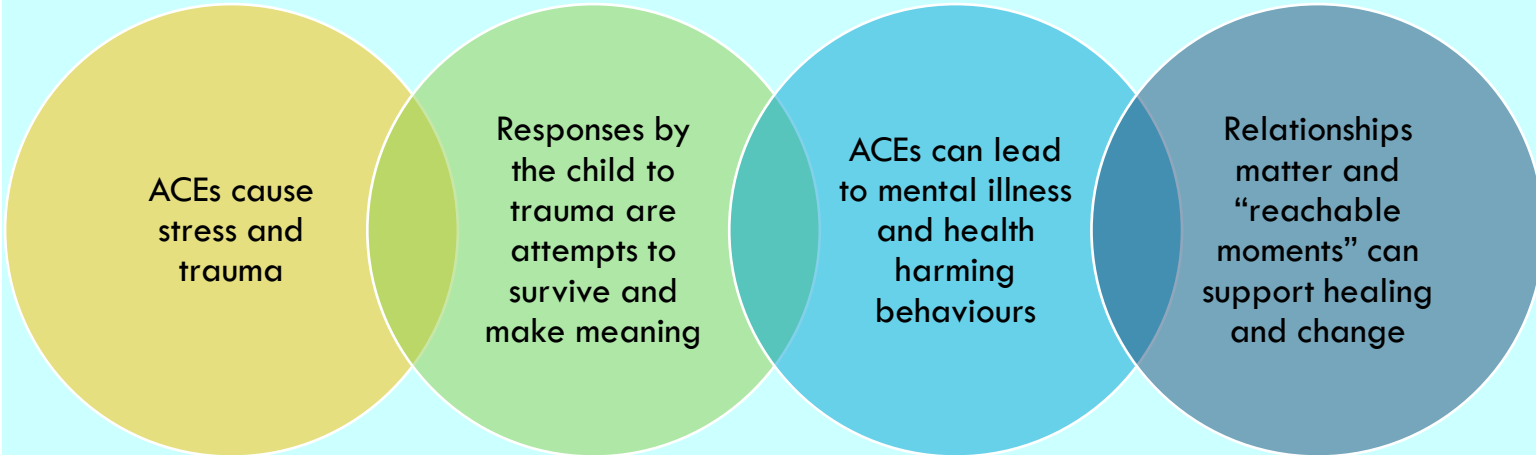 ACEs cause
stress and
trauma
Responses by
the child to
trauma are
attempts to
survive and
make meaning
ACEs can lead
to mental illness
and health
harming
behaviours
Relationships
matter and
“reachable
moments” can
support healing
and change